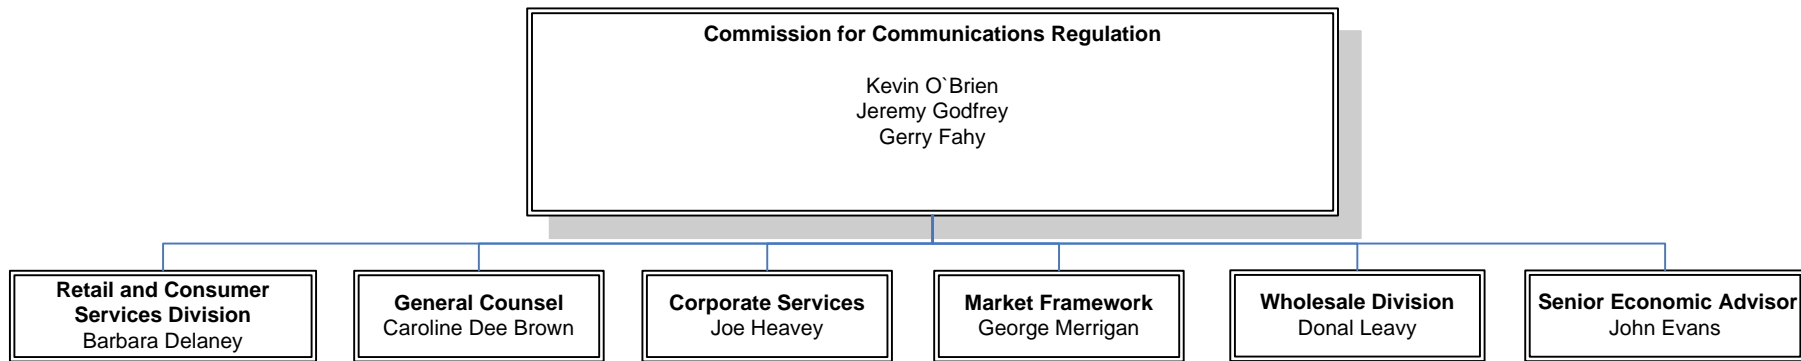 Commission for Communications Regulation
Kevin O`Brien
Jeremy Godfrey
Gerry Fahy
Retail and Consumer
Services Division
Barbara Delaney
General Counsel
Caroline Dee Brown
Corporate Services
Joe Heavey
Market Framework
George Merrigan
Wholesale Division
Donal Leavy
Senior Economic Advisor
John Evans